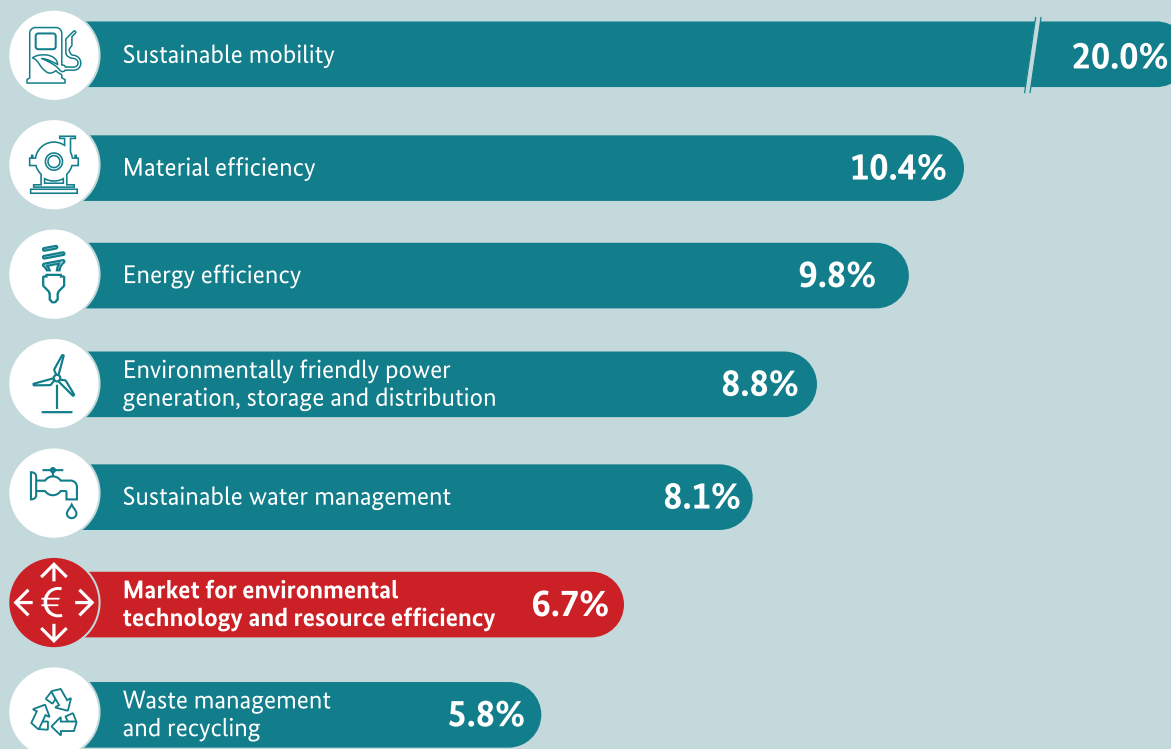 Sustainable mobility
20.0%
Material efficiency
10.4%
Energy efficiency
9.8%
Environmentally friendly power
generation, storage and distribution
8.8%
Sustainable water management
8.1%
€
Market for environmental
technology and resource efficiency
6.7%
Waste management
and recycling
5.8%